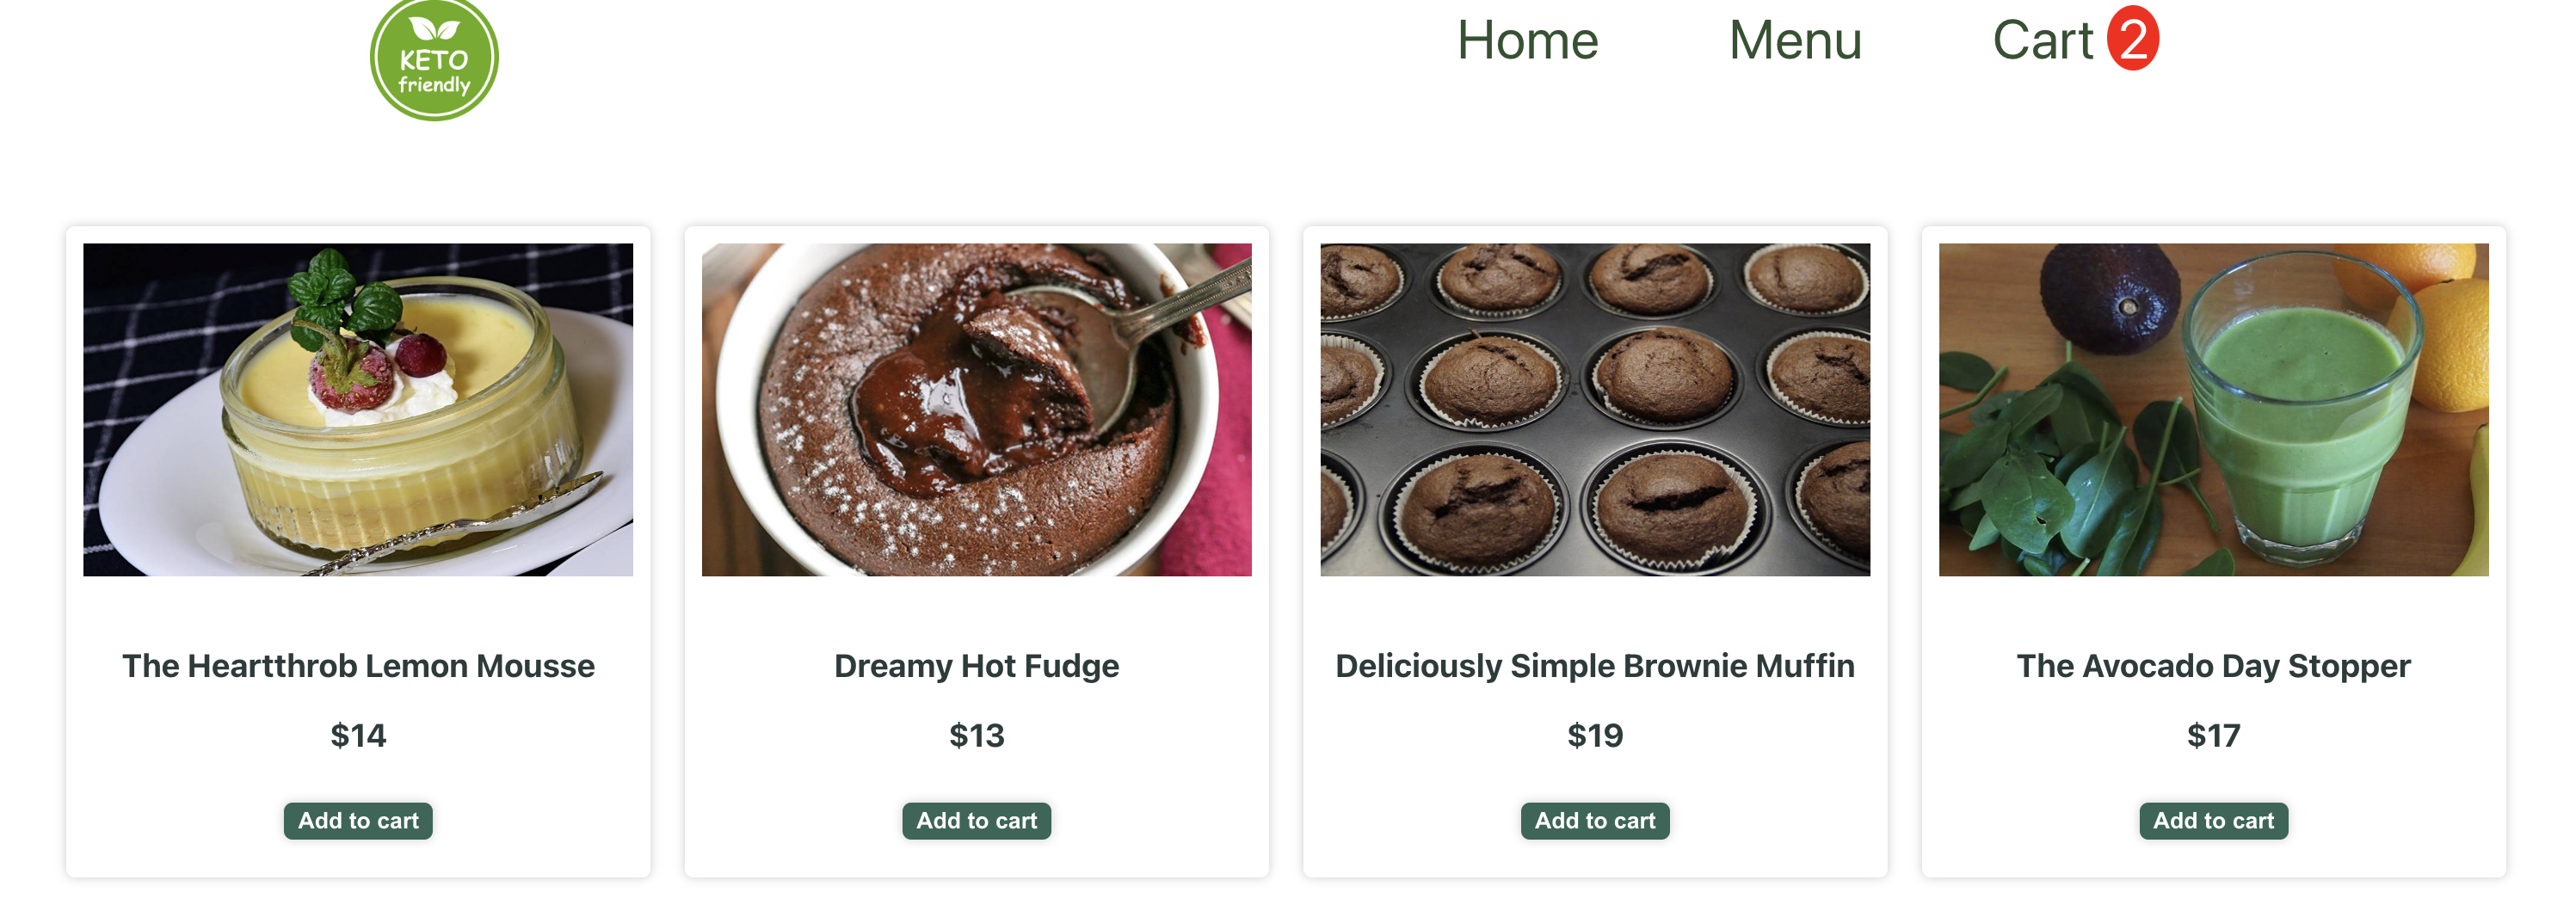 KETO
friendly
Home
Menu
Cart 2
The Heartthrob Lemon Mousse
$14
Add to cart
Dreamy Hot Fudge
$13
Add to cart
Deliciously Simple Brownie Muffin
$19
Add to cart
The Avocado Day Stopper
$17
Add to cart